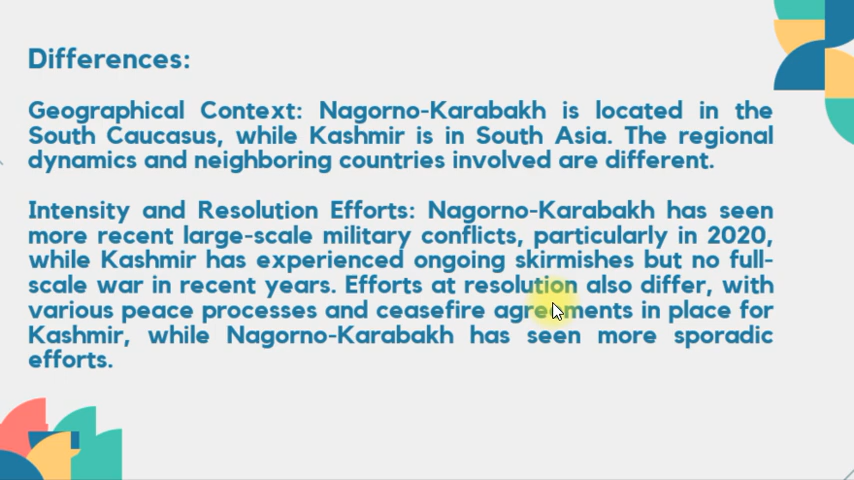 Differences:
Geographical Context: Nagorno-Karabakh is located in the
South Caucasus, while Kashmir is in South Asia. The regional
dynamics and neighboring countries involved are different.
Intensity and Resolution Efforts: Nagorno-Karabakh has seen
more recent large-scale military conflicts, particularly in 2020,
while Kashmir has experienced ongoing skirmishes but no full-
scale war in recent years. Efforts at resolution also differ, with
various peace processes and ceasefire agreements in place for
Kashmir, while Nagorno-Karabakh has seen more sporadic
efforts.